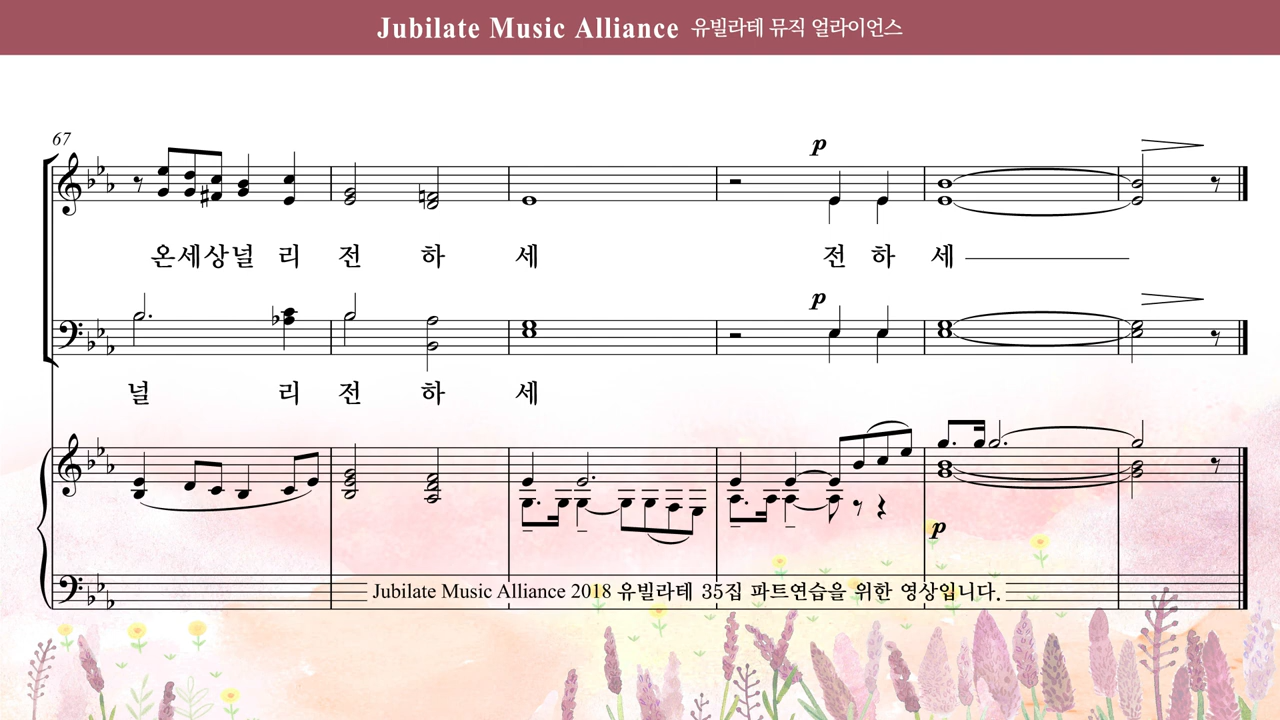 Jubilate Music Alliance 유빌라테 뮤직 얼라이언스
67
p
온세상널 리 전 하 세 전 하 세
p
널 리 전 하 세
p
Jubilate Music Alliance 2018 유빌라테 35집 파트연습을 위한 영상입니다.